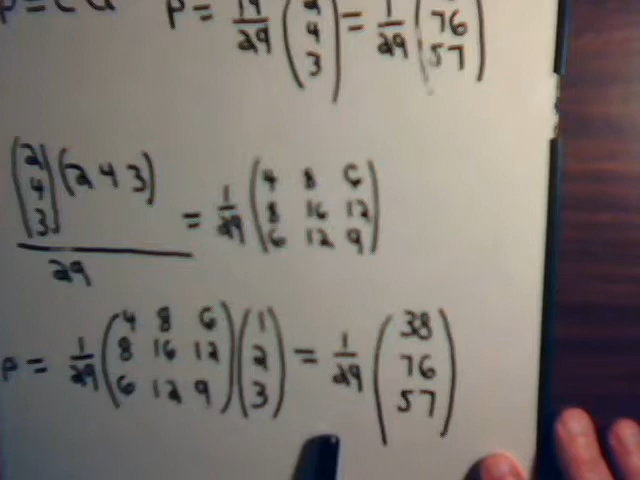 p = 19/29 (2 4 3) = 1/29 ( 76 57)
(2 4 3) (2 4 3) / 29 = 1/29 (4 8 6
8 16 12
6 12 9)
p = 1/29 (4 8 6
8 16 12
6 12 9) (1 2 3) = 1/29 (38 76 57)